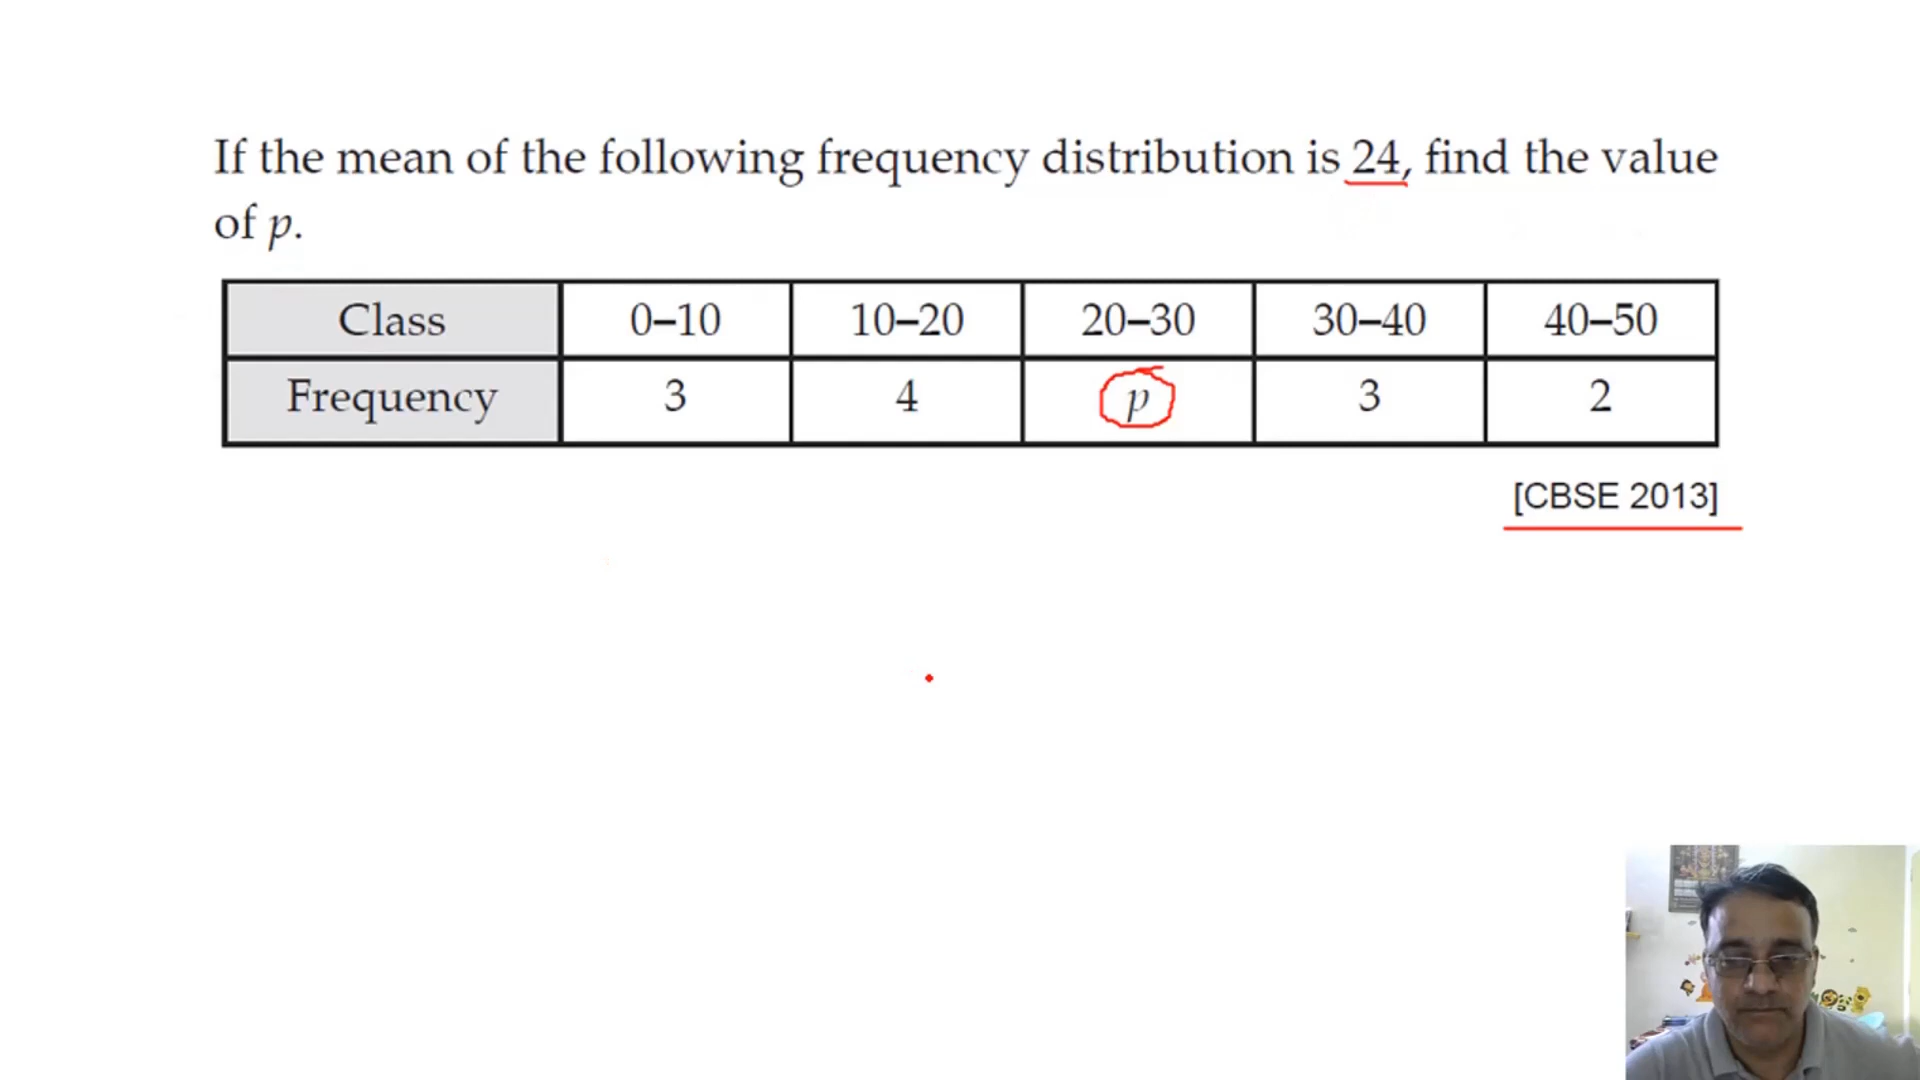 If the mean of the following frequency distribution is 24, find the value
of p.
Class 0–10 10–20 20–30 30–40 40–50
Frequency 3 4 p 3 2
[CBSE 2013]